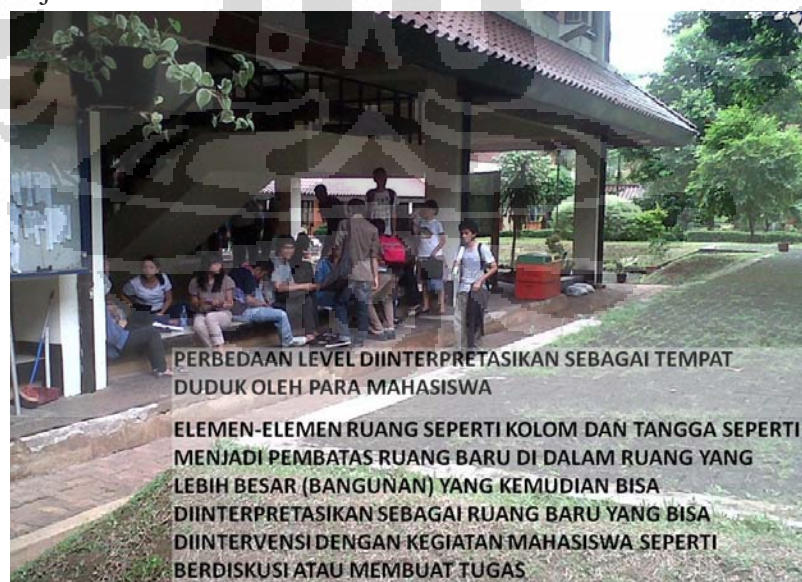 PERBEDAAN LEVEL DIINTERPRETASIKAN SEBAGAI TEMPAT
DUDUK OLEH PARA MAHASISWA
ELEMEN-ELEMEN RUANG SEPERTI KOLOM DAN TANGGA SEPERTI
MENJADI PEMBATAS RUANG BARU DI DALAM RUANG YANG
LEBIH BESAR (BANGUNAN) YANG KEMUDIAN BISA
DIINTERPRETASIKAN SEBAGAI RUANG BARU YANG BISA
DIINTERVENSI DENGAN KEGIATAN MAHASISWA SEPERTI
BERDISKUSI ATAU MEMBUAT TUGAS